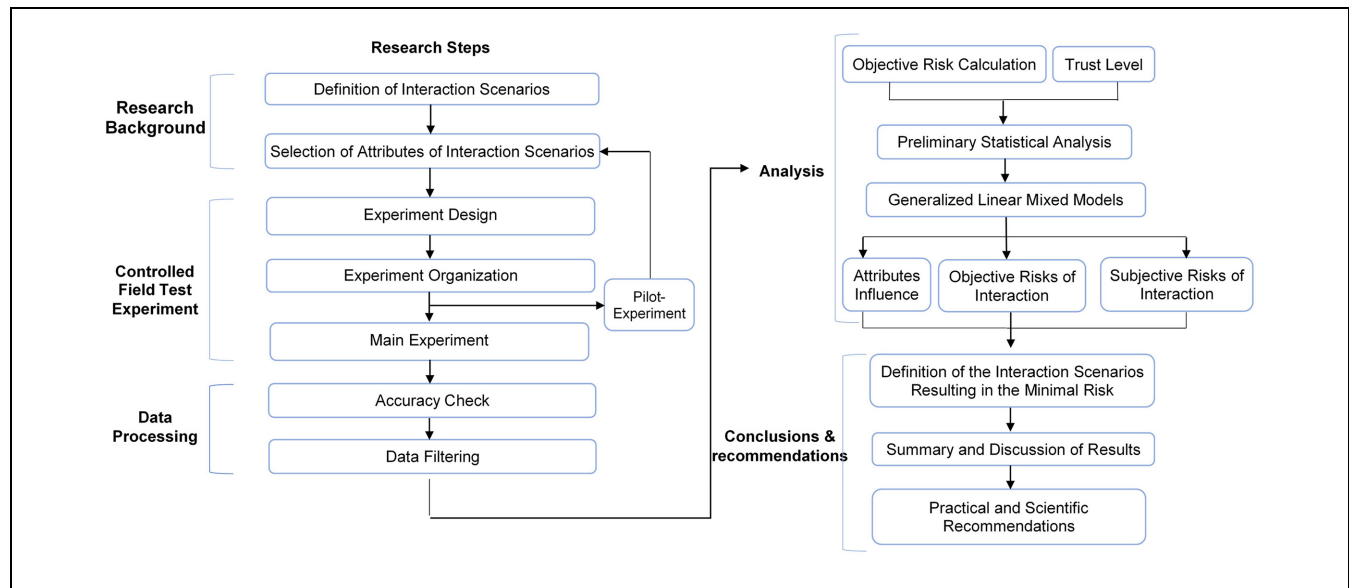 Research Steps
Research
Background
Definition of Interaction Scenarios
Selection of Attributes of Interaction Scenarios
Controlled
Field Test
Experiment
Experiment Design
Experiment Organization
Pilot-
Experiment
Main Experiment
Data
Processing
Accuracy Check
Data Filtering
Analysis
Objective Risk Calculation
Trust Level
Preliminary Statistical Analysis
Generalized Linear Mixed Models
Attributes
Influence
Objective Risks of
Interaction
Subjective Risks of
Interaction
Conclusions &
recommendations
Definition of the Interaction Scenarios
Resulting in the Minimal Risk
Summary and Discussion of Results
Practical and Scientific
Recommendations